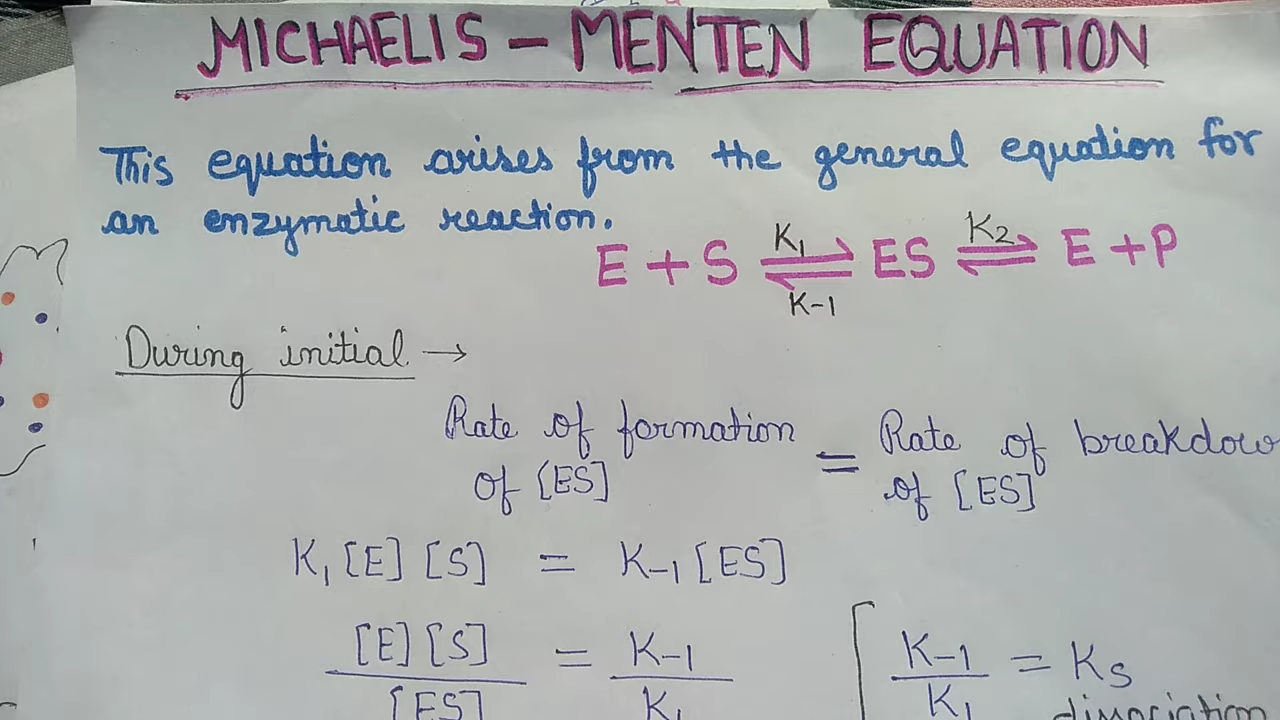 MICHAELIS - MENTEN EQUATION
This equation arises from the general equation for
an enzymatic reaction.
E + S ⇌ ES ⇌ E + P
K1 K2
K-1
During initial →
Rate of formation = Rate of breakdow
of [ES] of [ES]
K1 [E] [S] = K-1 [ES]
[E] [S] = K-1 K-1 = KS
[ES] K1 K1